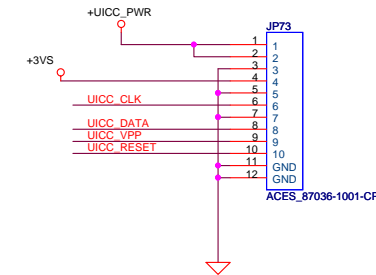 +UICC_PWR
JP73
+3VS
1 1
2 2
3 3
4 4
5 5
UICC_CLK 6 6
7 7
UICC_DATA 8 8
UICC_VPP 9 9
UICC_RESET 10 10
11 GND
12 GND
ACES_87036-1001-CP